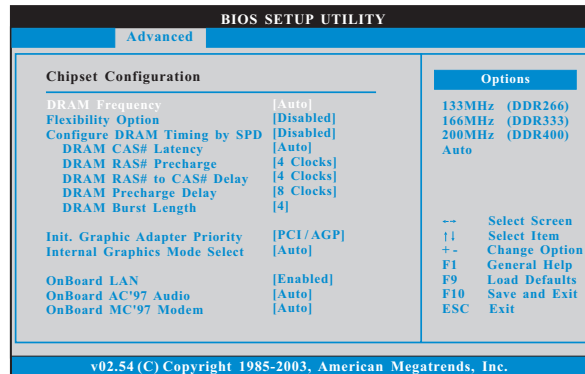 BIOS SETUP UTILITY
Advanced
Chipset Configuration
DRAM Frequency [Auto]
Flexibility Option [Disabled]
Configure DRAM Timing by SPD [Disabled]
DRAM CAS# Latency [Auto]
DRAM RAS# Precharge [4 Clocks]
DRAM RAS# to CAS# Delay [4 Clocks]
DRAM Precharge Delay [8 Clocks]
DRAM Burst Length [4]
Init. Graphic Adapter Priority [PCI/AGP]
Internal Graphics Mode Select [Auto]
OnBoard LAN [Enabled]
OnBoard AC'97 Audio [Auto]
OnBoard MC'97 Modem [Auto]
Options
133MHz (DDR266)
166MHz (DDR333)
200MHz (DDR400)
Auto
←→ Select Screen
↑↓ Select Item
+- Change Option
F1 General Help
F9 Load Defaults
F10 Save and Exit
ESC Exit
v02.54 (C) Copyright 1985-2003, American Megatrends, Inc.